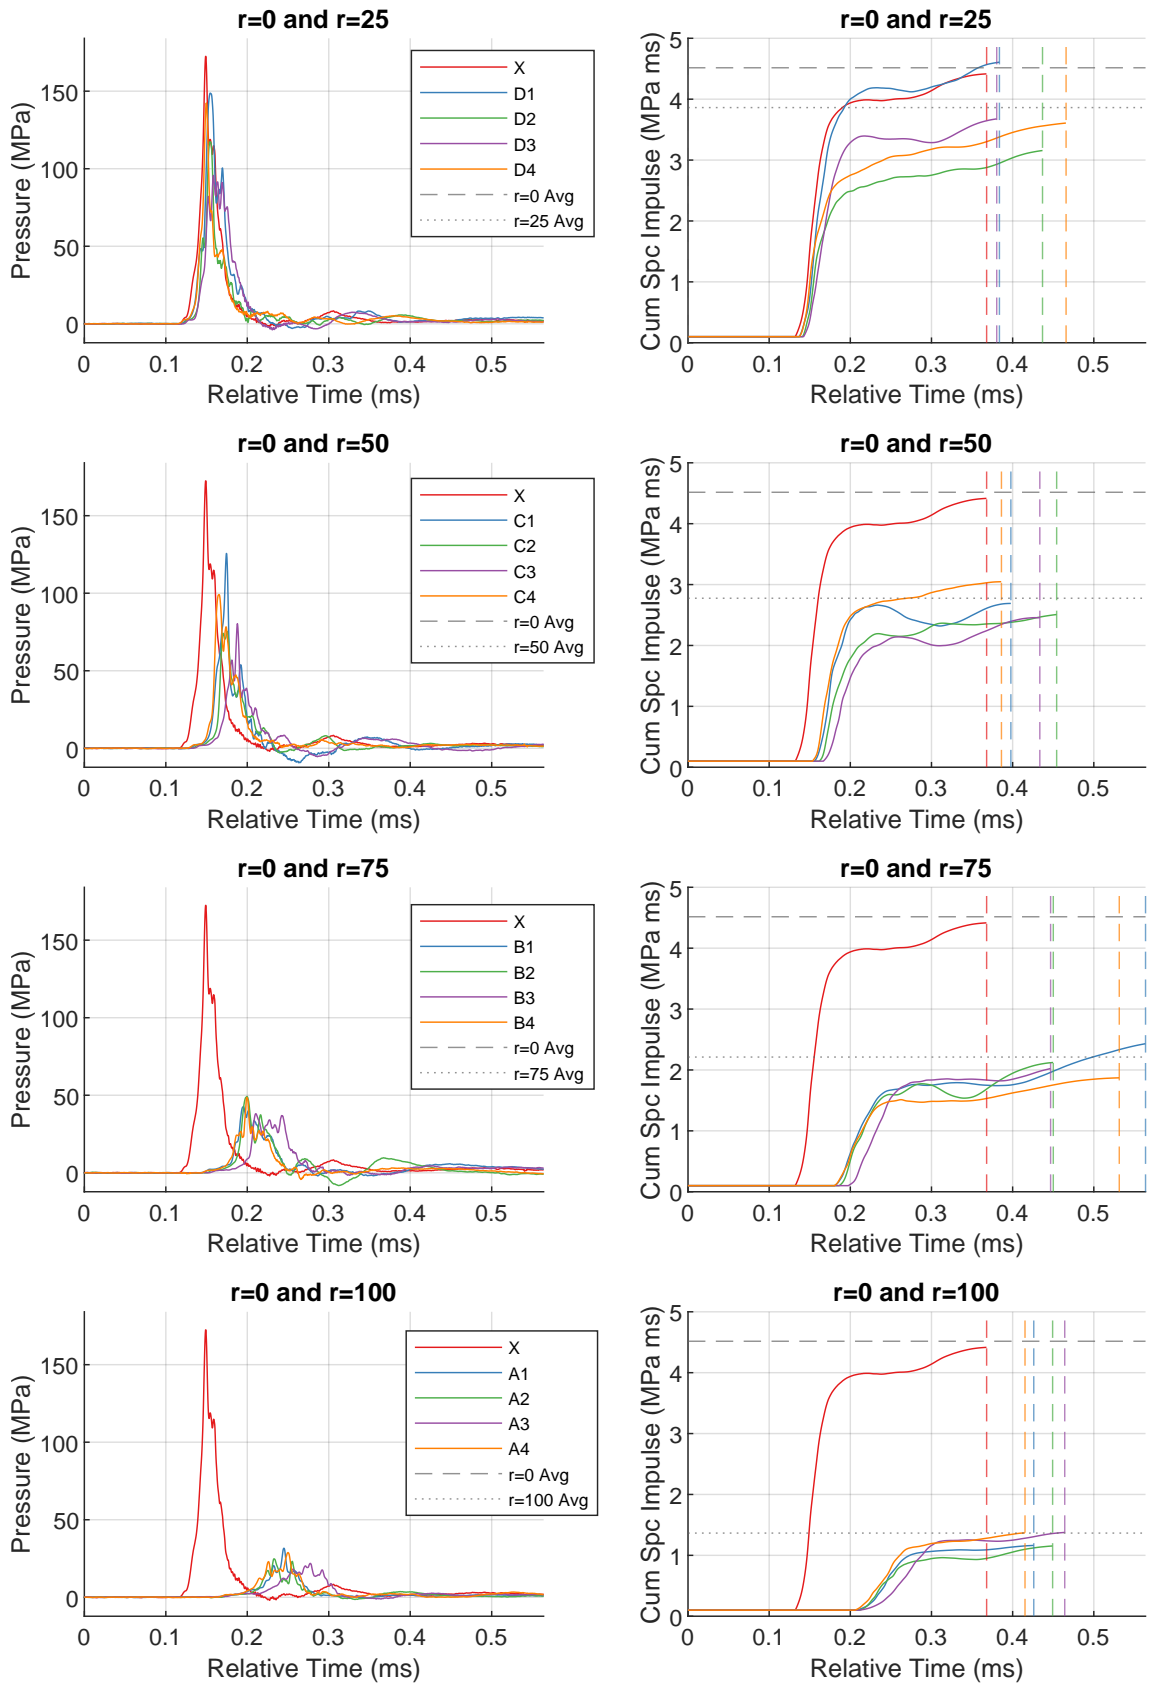 r=0 and r=25
Pressure (MPa)
150
100
50
0
X
D1
D2
D3
D4
r=0 Avg
r=25 Avg
0 0.1 0.2 0.3 0.4 0.5
Relative Time (ms)
r=0 and r=25
Cum Spc Impulse (MPa ms)
5
4
3
2
1
0
0 0.1 0.2 0.3 0.4 0.5
Relative Time (ms)
r=0 and r=50
Pressure (MPa)
150
100
50
0
X
C1
C2
C3
C4
r=0 Avg
r=50 Avg
0 0.1 0.2 0.3 0.4 0.5
Relative Time (ms)
r=0 and r=50
Cum Spc Impulse (MPa ms)
5
4
3
2
1
0
0 0.1 0.2 0.3 0.4 0.5
Relative Time (ms)
r=0 and r=75
Pressure (MPa)
150
100
50
0
X
B1
B2
B3
B4
r=0 Avg
r=75 Avg
0 0.1 0.2 0.3 0.4 0.5
Relative Time (ms)
r=0 and r=75
Cum Spc Impulse (MPa ms)
5
4
3
2
1
0
0 0.1 0.2 0.3 0.4 0.5
Relative Time (ms)
r=0 and r=100
Pressure (MPa)
150
100
50
0
X
A1
A2
A3
A4
r=0 Avg
r=100 Avg
0 0.1 0.2 0.3 0.4 0.5
Relative Time (ms)
r=0 and r=100
Cum Spc Impulse (MPa ms)
5
4
3
2
1
0
0 0.1 0.2 0.3 0.4 0.5
Relative Time (ms)